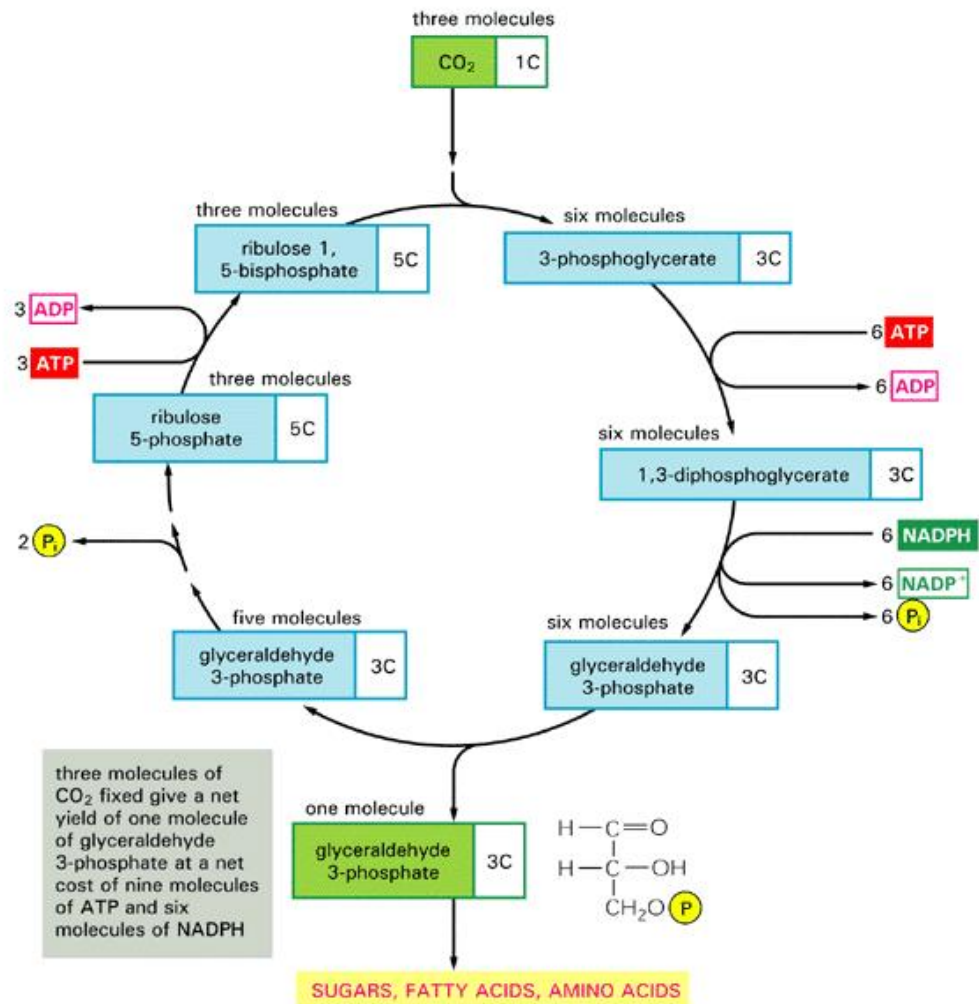 three molecules
CO₂ 1C
three molecules
ribulose 1,
5-bisphosphate
5C
six molecules
3-phosphoglycerate 3C
3 ADP
3 ATP
6 ATP
6 ADP
three molecules
ribulose
5-phosphate
5C
six molecules
1,3-diphosphoglycerate 3C
2 Pi
6 NADPH
6 NADP⁺
6 Pi
five molecules
glyceraldehyde
3-phosphate
3C
six molecules
glyceraldehyde
3-phosphate
3C
three molecules of
CO₂ fixed give a net
yield of one molecule
of glyceraldehyde
3-phosphate at a net
cost of nine molecules
of ATP and six
molecules of NADPH
one molecule
glyceraldehyde
3-phosphate
3C
H—C=O
H—C—OH
CH₂O P
SUGARS, FATTY ACIDS, AMINO ACIDS